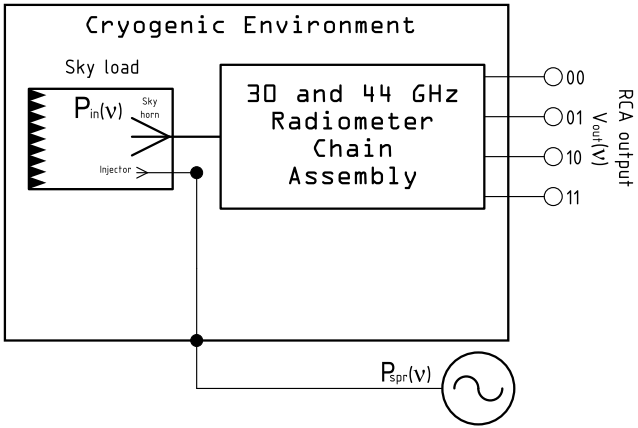 Cryogenic Environment
Sky load
Pin(ν)
Sky
horn
Injector
30 and 44 GHz
Radiometer
Chain
Assembly
00
01
10
11
RCA output
Vout(ν)
Pspr(ν)